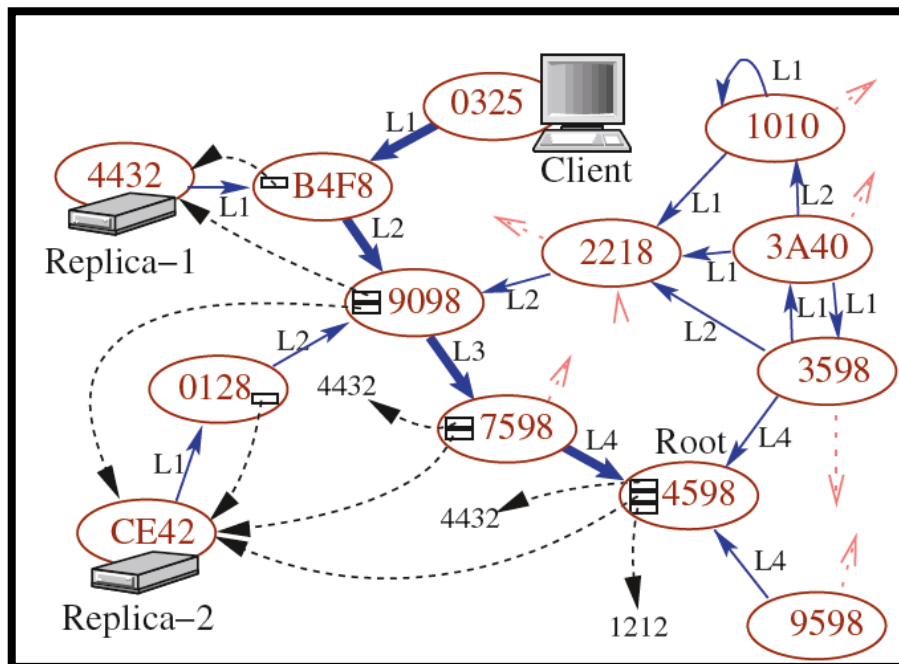 0325
L1
1010
L1
Client
4432
B4F8
L1
Replica−1
L2
L1
L2
2218
3A40
L1
9098
L2
L1
L1
L2
L3
L2
0128
4432
3598
7598
L4
Root
L4
L1
4598
CE42
4432
L4
Replica−2
1212
9598